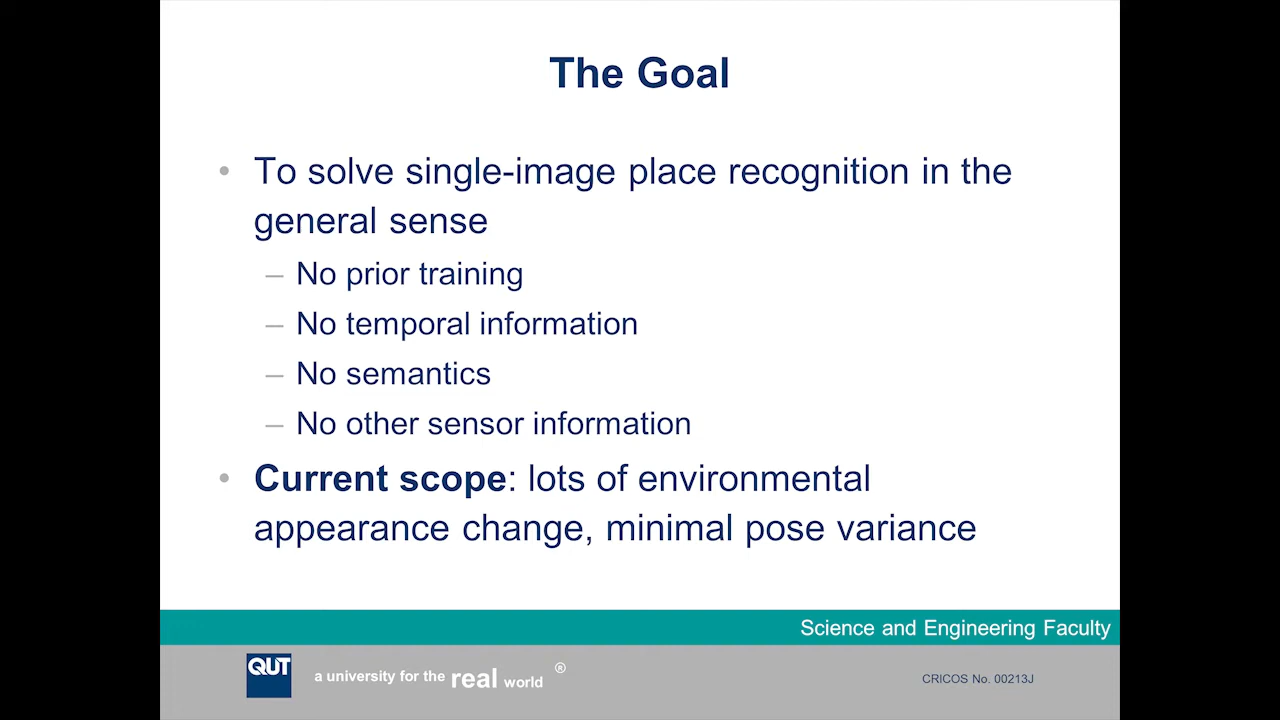 The Goal
• To solve single-image place recognition in the
general sense
– No prior training
– No temporal information
– No semantics
– No other sensor information
• Current scope: lots of environmental
appearance change, minimal pose variance
Science and Engineering Faculty
QUT
a university for the real world ®
CRICOS No. 00213J